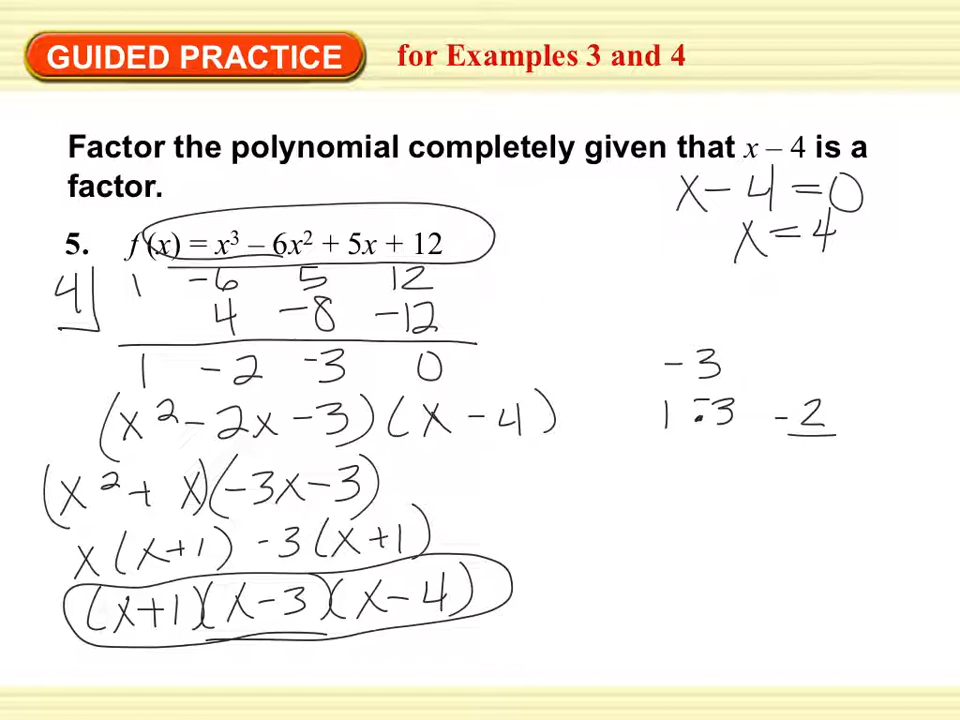 GUIDED PRACTICE for Examples 3 and 4
Factor the polynomial completely given that x – 4 is a
factor.
x - 4 = 0
x = 4
5. f (x) = x³ – 6x² + 5x + 12
4 1 -6 5 12
4 -8 -12
1 -2 -3 0
-3
1 · -3 -2
(x² - 2x - 3)(x - 4)
(x² + x)(-3x - 3)
x(x+1) -3(x+1)
(x+1)(x-3)(x-4)